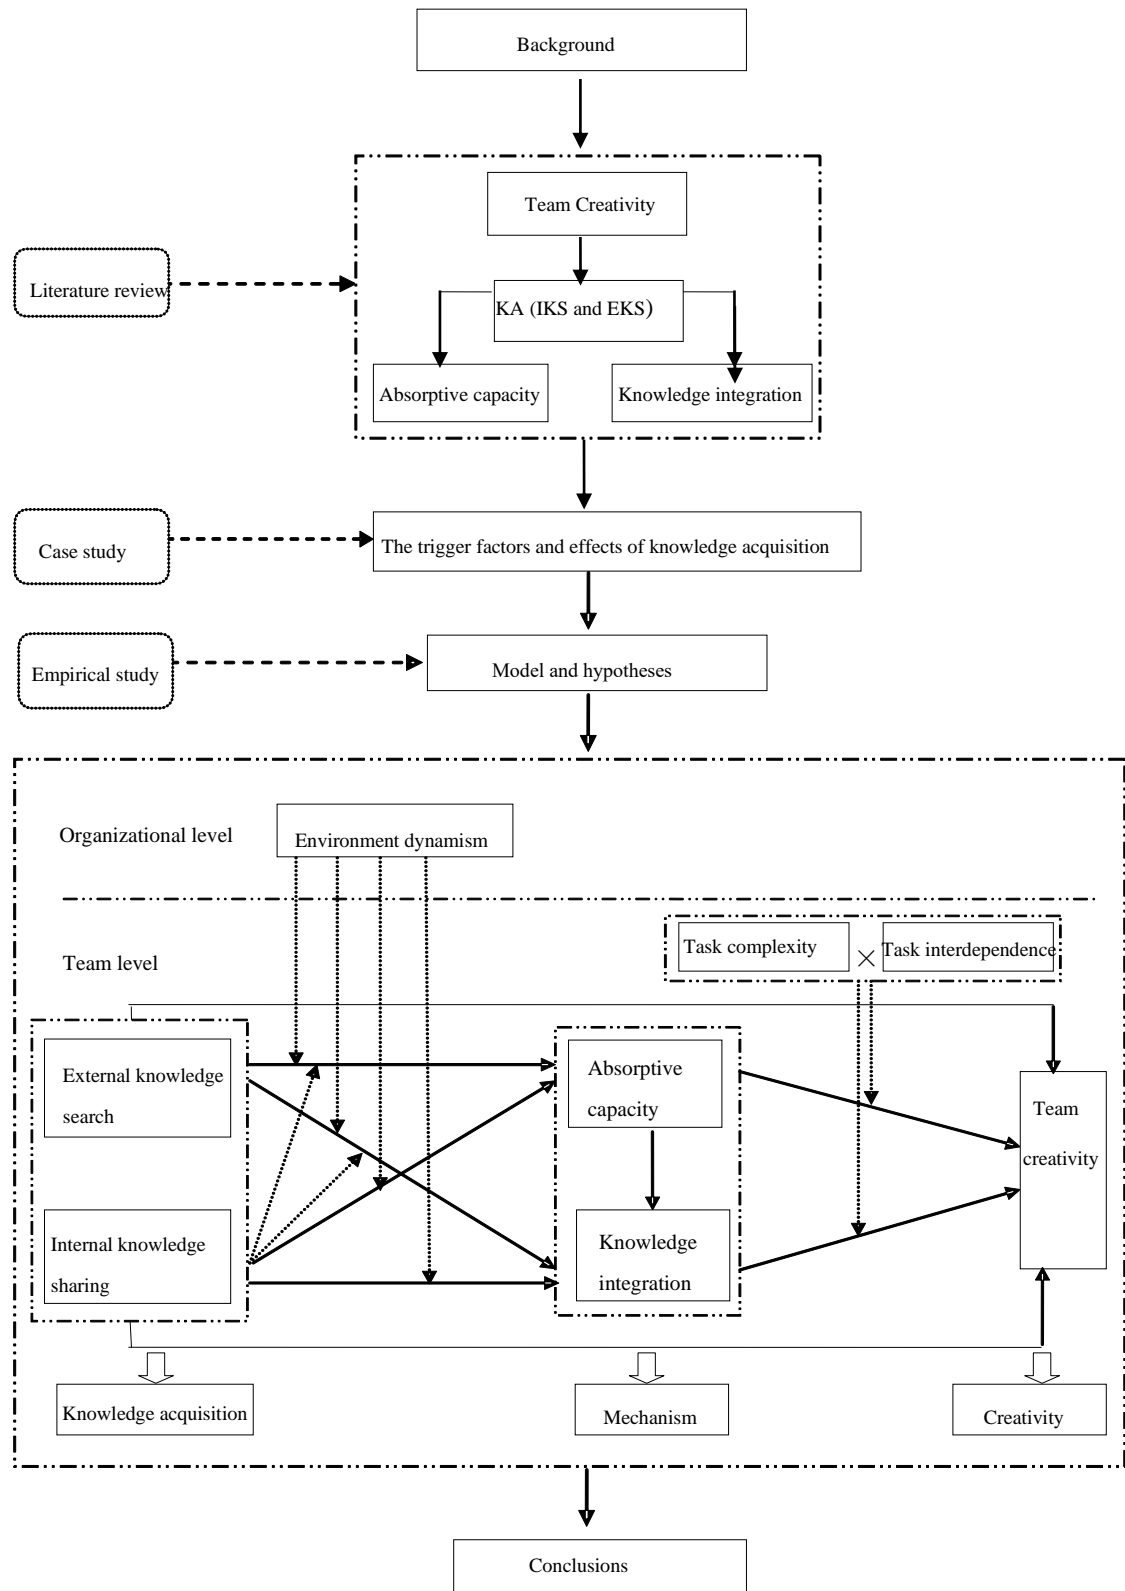 Background
Team Creativity
Literature review
KA (IKS and EKS)
Absorptive capacity
Knowledge integration
Case study
The trigger factors and effects of knowledge acquisition
Empirical study
Model and hypotheses
Organizational level
Environment dynamism
Team level
Task complexity
×
Task interdependence
External knowledge
search
Absorptive
capacity
Team
creativity
Internal knowledge
sharing
Knowledge
integration
Knowledge acquisition
Mechanism
Creativity
Conclusions